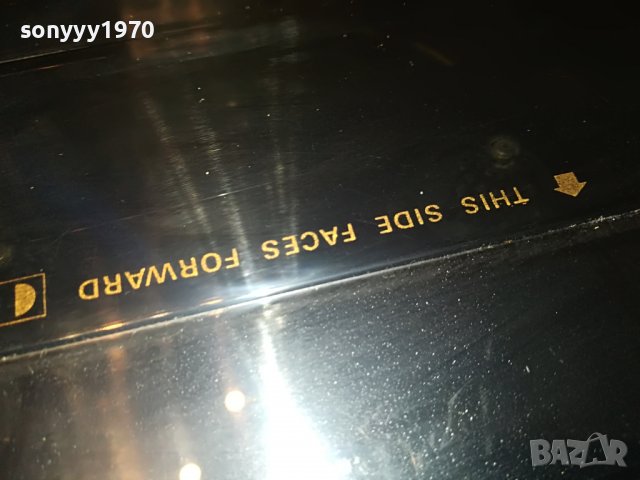 sonyyy1970
THIS SIDE FACES FORWARD
BAZAR